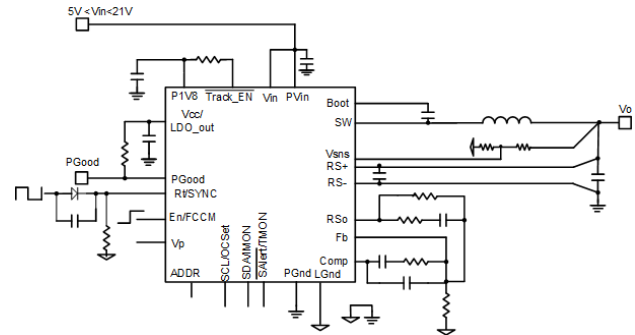 5V <Vin<21V
P1V8
Track_EN
Vin
PVin
Boot
Vcc/
LDO_out
SW
Vo
Vsns
PGood
PGood
RS+
Rt/SYNC
RS-
En/FCCM
RSo
Vp
Fb
Comp
ADDR
SCL/OCSet
SDA/IMON
SAlert/TMON
PGnd
LGnd